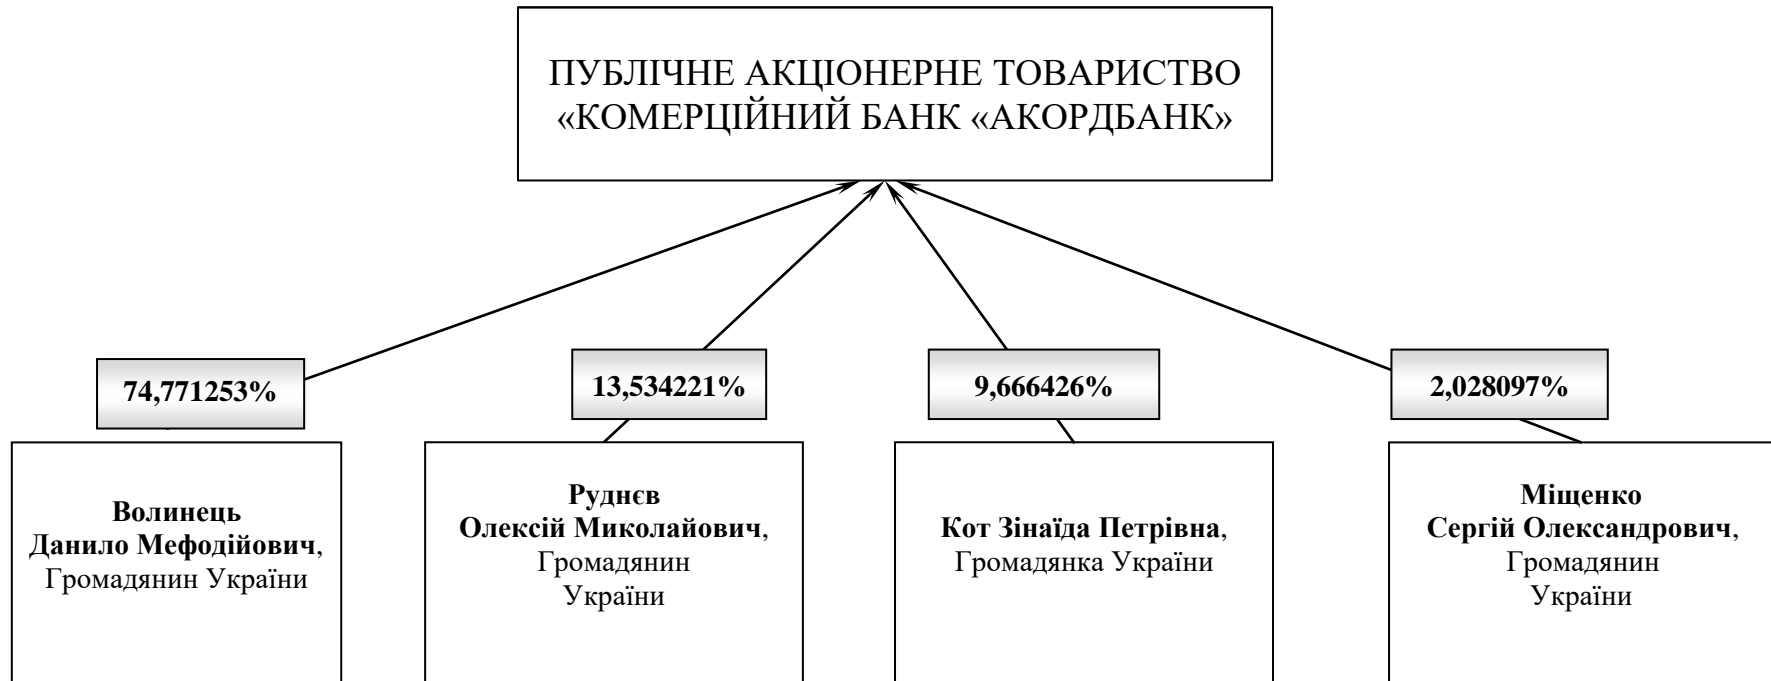 ПУБЛІЧНЕ АКЦІОНЕРНЕ ТОВАРИСТВО
«КОМЕРЦІЙНИЙ БАНК «АКОРДБАНК»
74,771253%
13,534221%
9,666426%
2,028097%
Волинець
Данило Мефодійович,
Громадянин України
Руднєв
Олексій Миколайович,
Громадянин
України
Кот Зінаїда Петрівна,
Громадянка України
Міщенко
Сергій Олександрович,
Громадянин
України